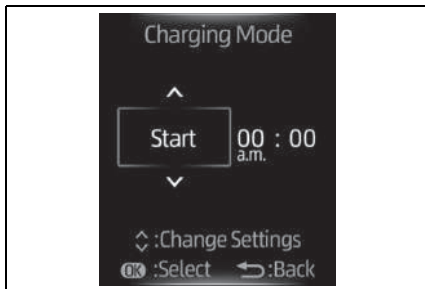 Charging Mode
Start 00 : 00
a.m.
:Change Settings
OK :Select :Back